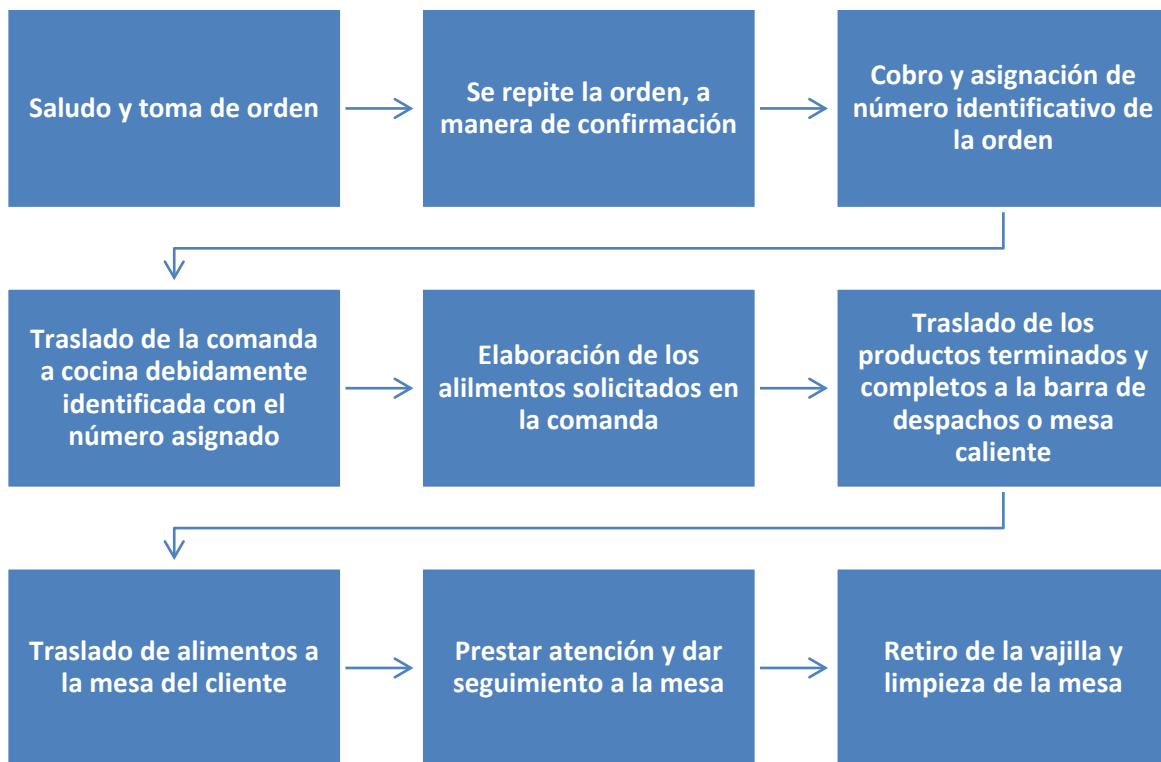 Saludo y toma de orden
Se repite la orden, a
manera de confirmación
Cobro y asignación de
número identificativo de
la orden
Traslado de la comanda
a cocina debidamente
identificada con el
número asignado
Elaboración de los
alilmentos solicitados en
la comanda
Traslado de los
productos terminados y
completos a la barra de
despachos o mesa
caliente
Traslado de alimentos a
la mesa del cliente
Prestar atención y dar
seguimiento a la mesa
Retiro de la vajilla y
limpieza de la mesa